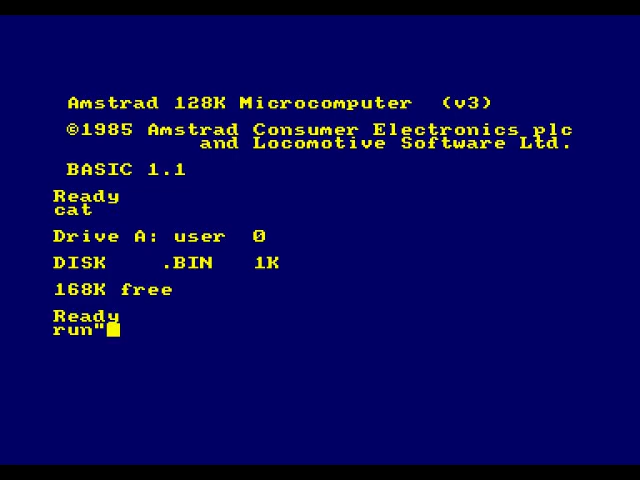 Amstrad 128K Microcomputer (v3)
©1985 Amstrad Consumer Electronics plc
and Locomotive Software Ltd.
BASIC 1.1
Ready
cat
Drive A: user 0
DISK .BIN 1K
168K free
Ready
run"